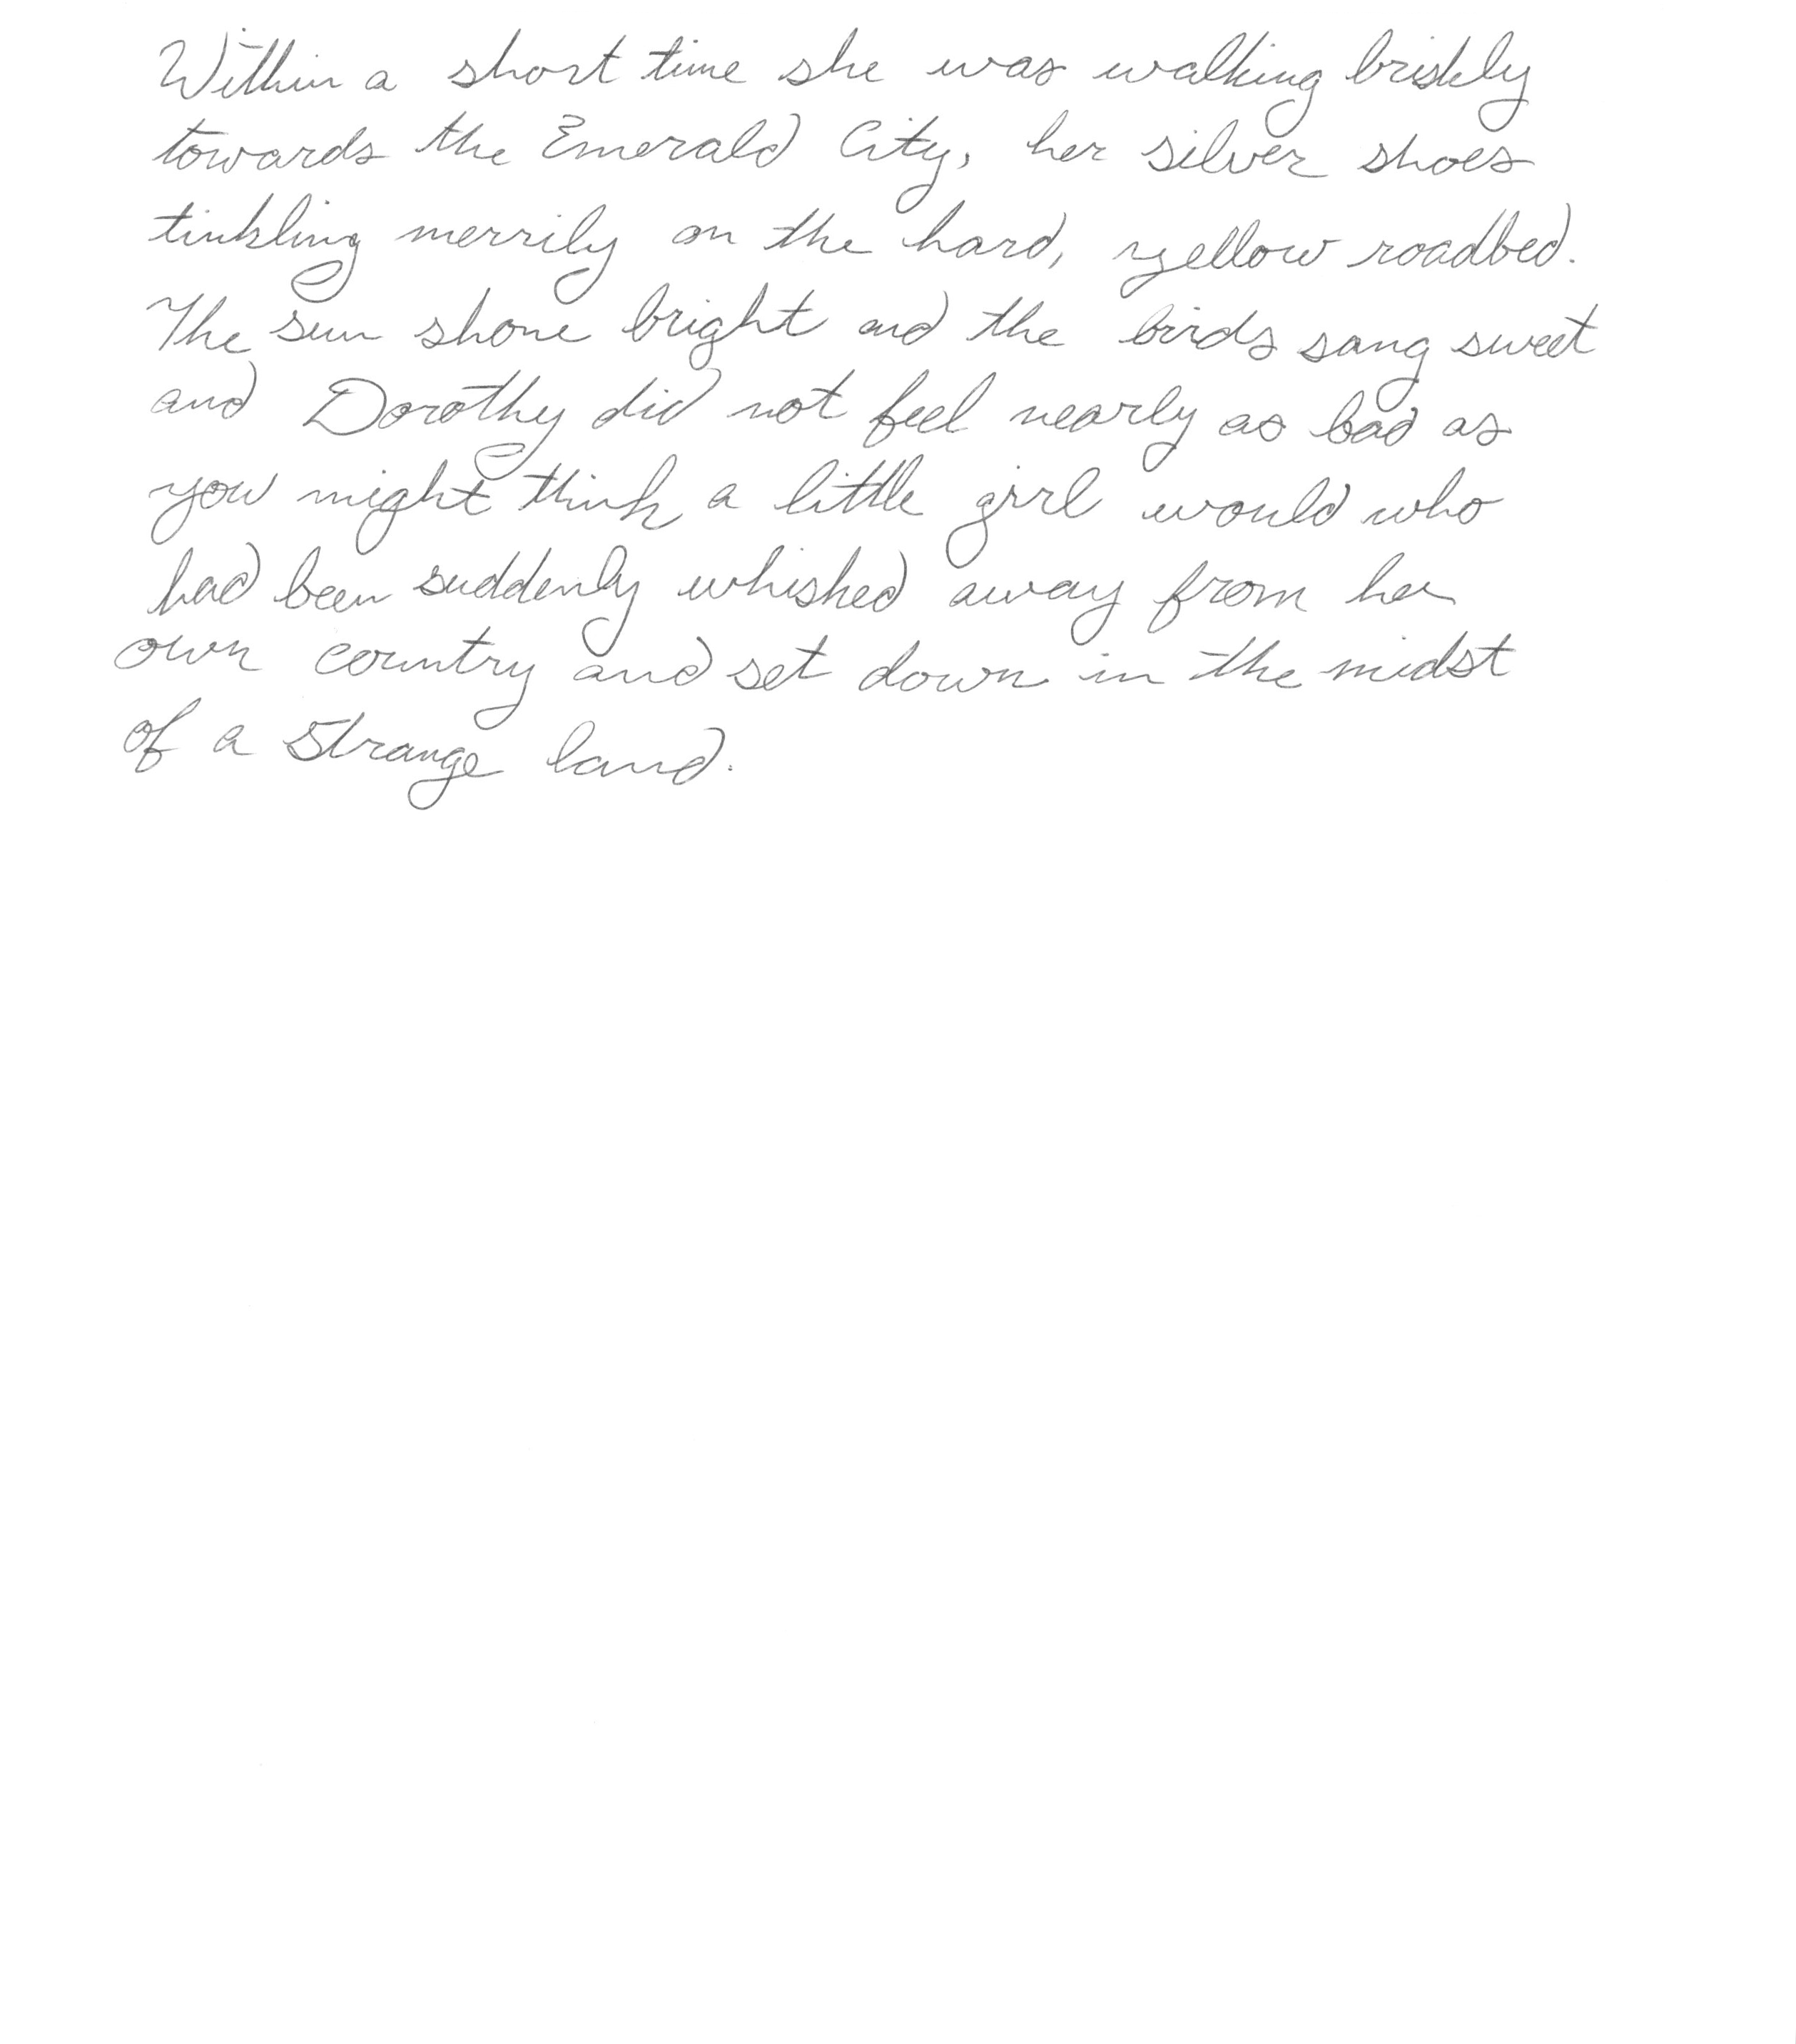 Within a short time she was walking briskly
towards the Emerald City, her silver shoes
tinkling merrily on the hard, yellow roadbed.
The sun shone bright and the birds sang sweet
and Dorothy did not feel nearly as bad as
you might think a little girl would who
had been suddenly whished away from her
own country and set down in the midst
of a strange land.